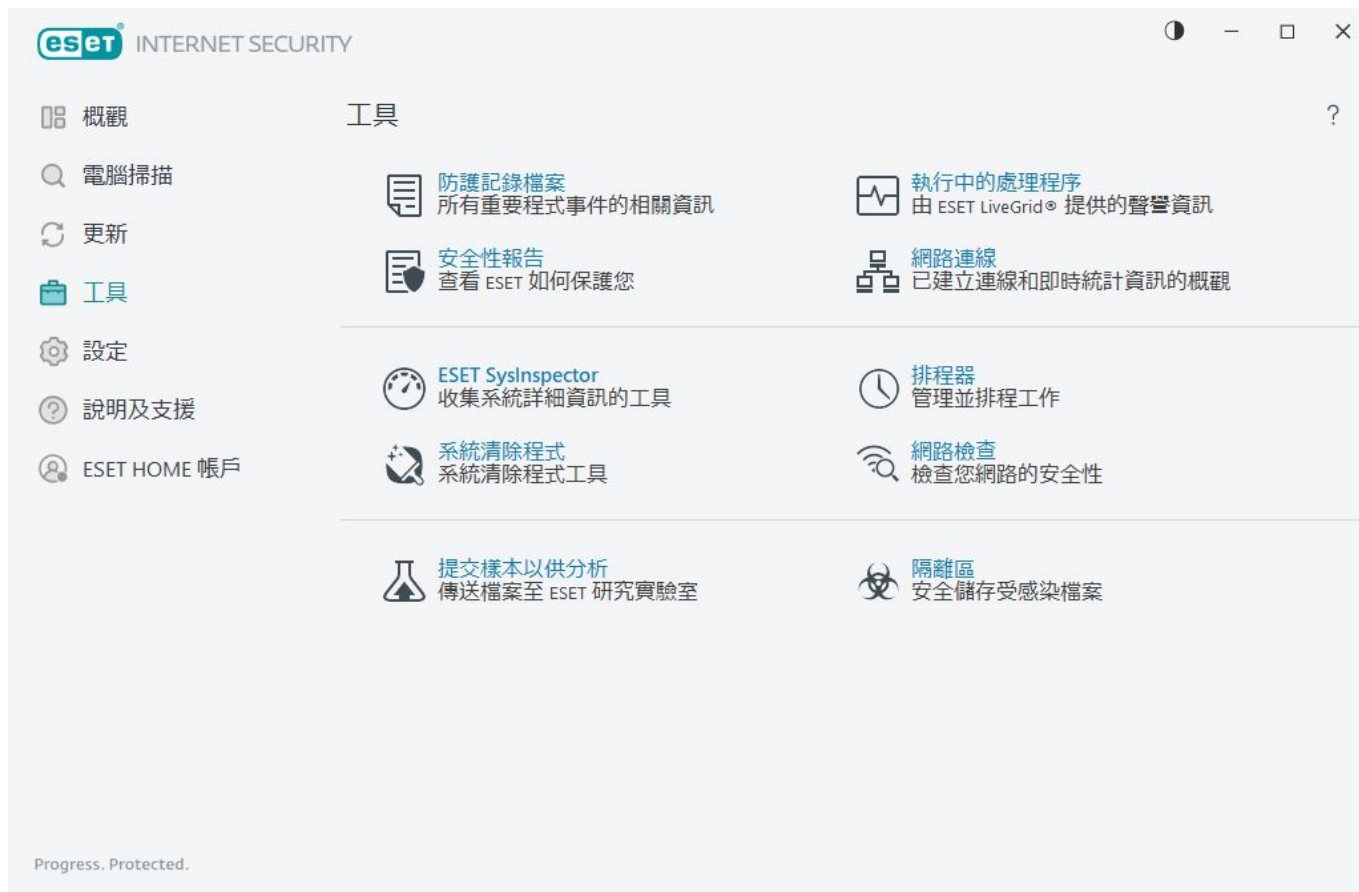 eset® INTERNET SECURITY
概觀
電腦掃描
更新
工具
設定
說明及支援
ESET HOME 帳戶
工具
?
防護記錄檔案
所有重要程式事件的相關資訊
執行中的處理程序
由 ESET LiveGrid® 提供的聲譽資訊
安全性報告
查看 ESET 如何保護您
網路連線
已建立連線和即時統計資訊的概觀
ESET SysInspector
收集系統詳細資訊的工具
排程器
管理並排程工作
系統清除程式
系統清除程式工具
網路檢查
檢查您網路的安全性
提交樣本以供分析
傳送檔案至 ESET 研究實驗室
隔離區
安全儲存受感染檔案
Progress. Protected.